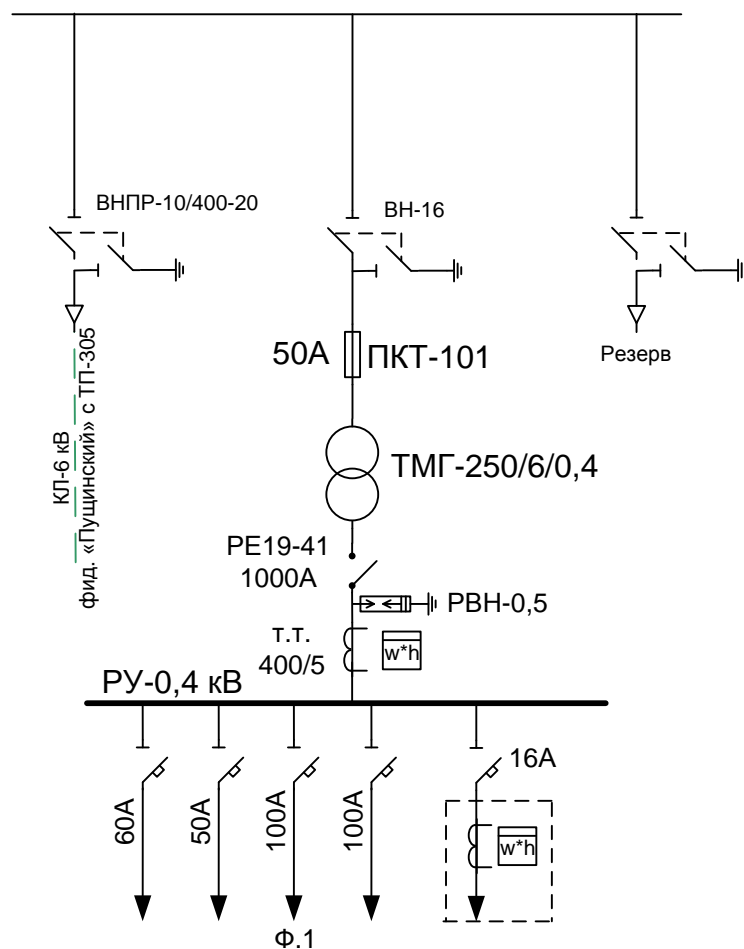 ВНПР-10/400-20
ВН-16
50А
ПКТ-101
Резерв
КЛ-6 кВ
фид. «Пущинский» с ТП-305
ТМГ-250/6/0,4
РЕ19-41
1000А
РВН-0,5
т.т.
400/5
w*h
РУ-0,4 кВ
16А
60А
50А
100А
100А
w*h
Ф.1